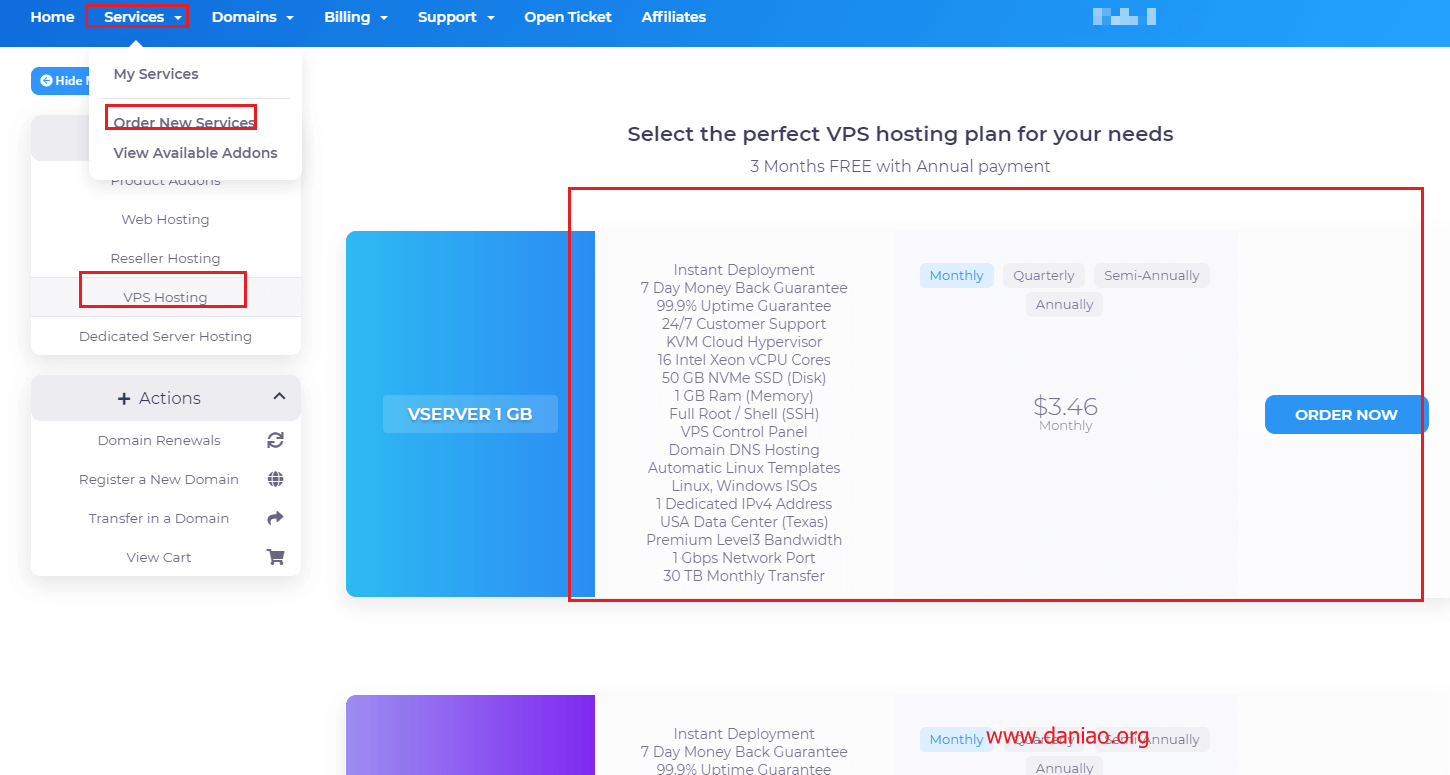 Home Services Domains Billing Support Open Ticket Affiliates
My Services
Order New Services
View Available Addons
Hide
Product Addons
Web Hosting
Reseller Hosting
VPS Hosting
Dedicated Server Hosting
Actions
Domain Renewals
Register a New Domain
Transfer in a Domain
View Cart
Select the perfect VPS hosting plan for your needs
3 Months FREE with Annual payment
VSERVER 1 GB
Instant Deployment
7 Day Money Back Guarantee
99.9% Uptime Guarantee
24/7 Customer Support
KVM Cloud Hypervisor
16 Intel Xeon vCPU Cores
50 GB NVMe SSD (Disk)
1 GB Ram (Memory)
Full Root / Shell (SSH)
VPS Control Panel
Domain DNS Hosting
Automatic Linux Templates
Linux, Windows ISOs
1 Dedicated IPv4 Address
USA Data Center (Texas)
Premium Level3 Bandwidth
1 Gbps Network Port
30 TB Monthly Transfer
Monthly Quarterly Semi-Annually
Annually
$3.46
Monthly
ORDER NOW
Instant Deployment
7 Day Money Back Guarantee
99.9% Uptime Guarantee
Monthly Quarterly Semi-Annually
Annually
www.daniao.org